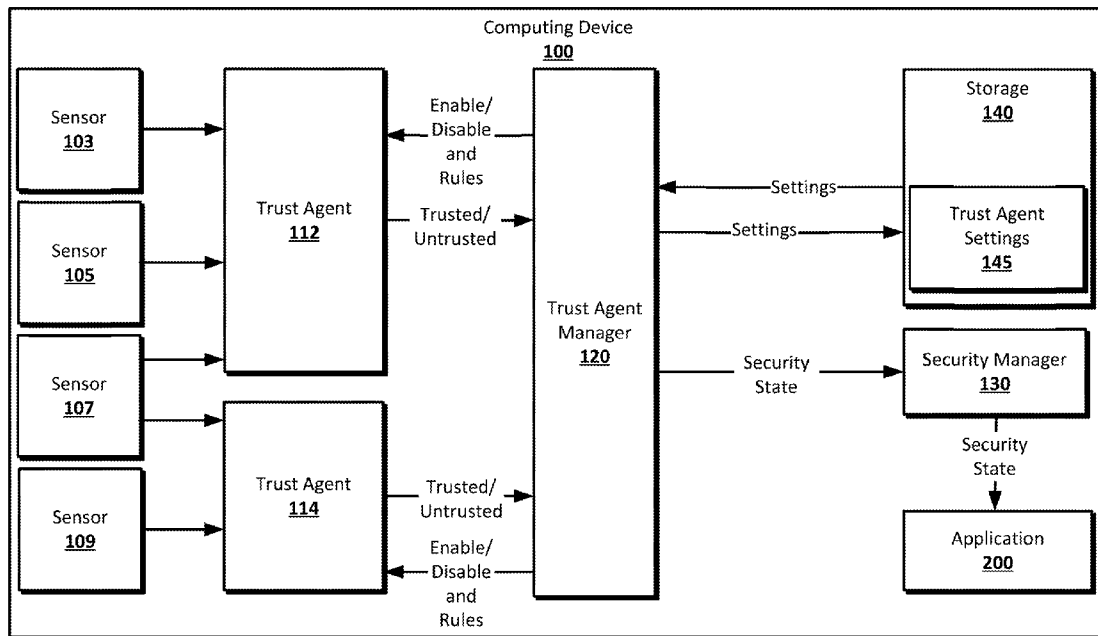 Computing Device
100
Sensor
103
Sensor
105
Sensor
107
Sensor
109
Trust Agent
112
Trust Agent
114
Enable/
Disable
and
Rules
Trusted/
Untrusted
Trusted/
Untrusted
Enable/
Disable
and
Rules
Trust Agent
Manager
120
Settings
Settings
Security
State
Storage
140
Trust Agent
Settings
145
Security Manager
130
Security
State
Application
200